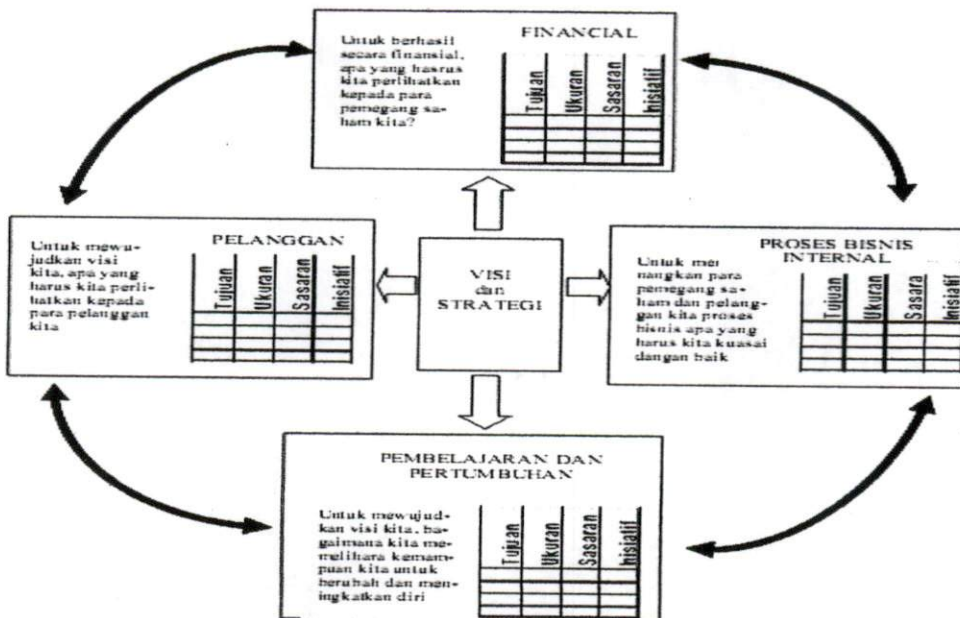 FINANCIAL
Untuk berhasil
secara finansial,
apa yang hasrus
kita perlihatkan
kepada para
pemegang sa-
ham kita?
Tujuan
Ukuran
Sasaran
Inisiatif
PELANGGAN
Untuk mewu-
judkan visi
kita, apa yang
harus kita perli-
hatkan kepada
para pelanggan
kita
Tujuan
Ukuran
Sasaran
Inisiatif
VISI
dan
STRATEGI
PROSES BISNIS
INTERNAL
Untuk mer
nangkan para
pemegang sa-
ham dan pelang-
gan kita proses
bisnis apa yang
harus kita kuasai
dangan baik
Tujuan
Ukuran
Sasara
Inisiatif
PEMBELAJARAN DAN
PERTUMBUHAN
Untuk mewujud-
kan visi kita, ba-
gaimana kita me-
melihara kemam-
puan kita untuk
berubah dan men-
ingkatkan diri
Tujuan
Ukuran
Sasaran
Inisiatif